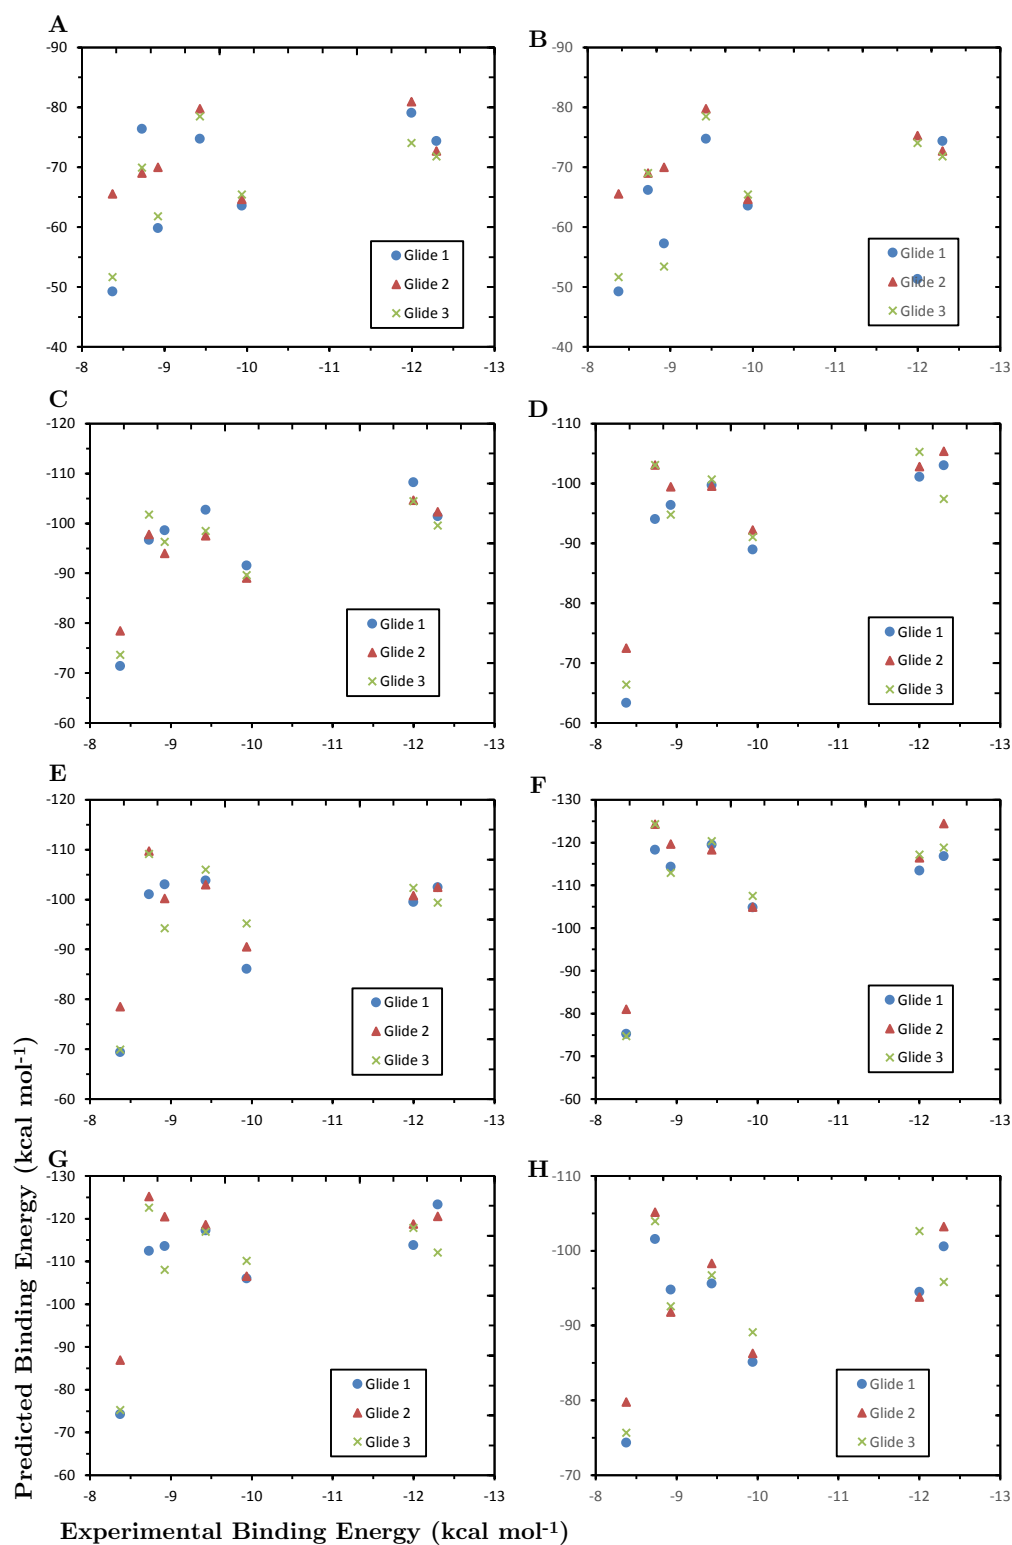 A
-90
-80
-70
-60
-50
-40
-8 -9 -10 -11 -12 -13
Glide 1
Glide 2
Glide 3
B
-90
-80
-70
-60
-50
-40
-8 -9 -10 -11 -12 -13
Glide 1
Glide 2
Glide 3
C
-120
-110
-100
-90
-80
-70
-60
-8 -9 -10 -11 -12 -13
Glide 1
Glide 2
Glide 3
D
-110
-100
-90
-80
-70
-60
-8 -9 -10 -11 -12 -13
Glide 1
Glide 2
Glide 3
E
-120
-110
-100
-90
-80
-70
-60
-8 -9 -10 -11 -12 -13
Glide 1
Glide 2
Glide 3
F
-130
-120
-110
-100
-90
-80
-70
-60
-8 -9 -10 -11 -12 -13
Glide 1
Glide 2
Glide 3
G
-130
-120
-110
-100
-90
-80
-70
-60
-8 -9 -10 -11 -12 -13
Glide 1
Glide 2
Glide 3
H
-110
-100
-90
-80
-70
-8 -9 -10 -11 -12 -13
Glide 1
Glide 2
Glide 3
Predicted Binding Energy (kcal mol-1)
Experimental Binding Energy (kcal mol-1)